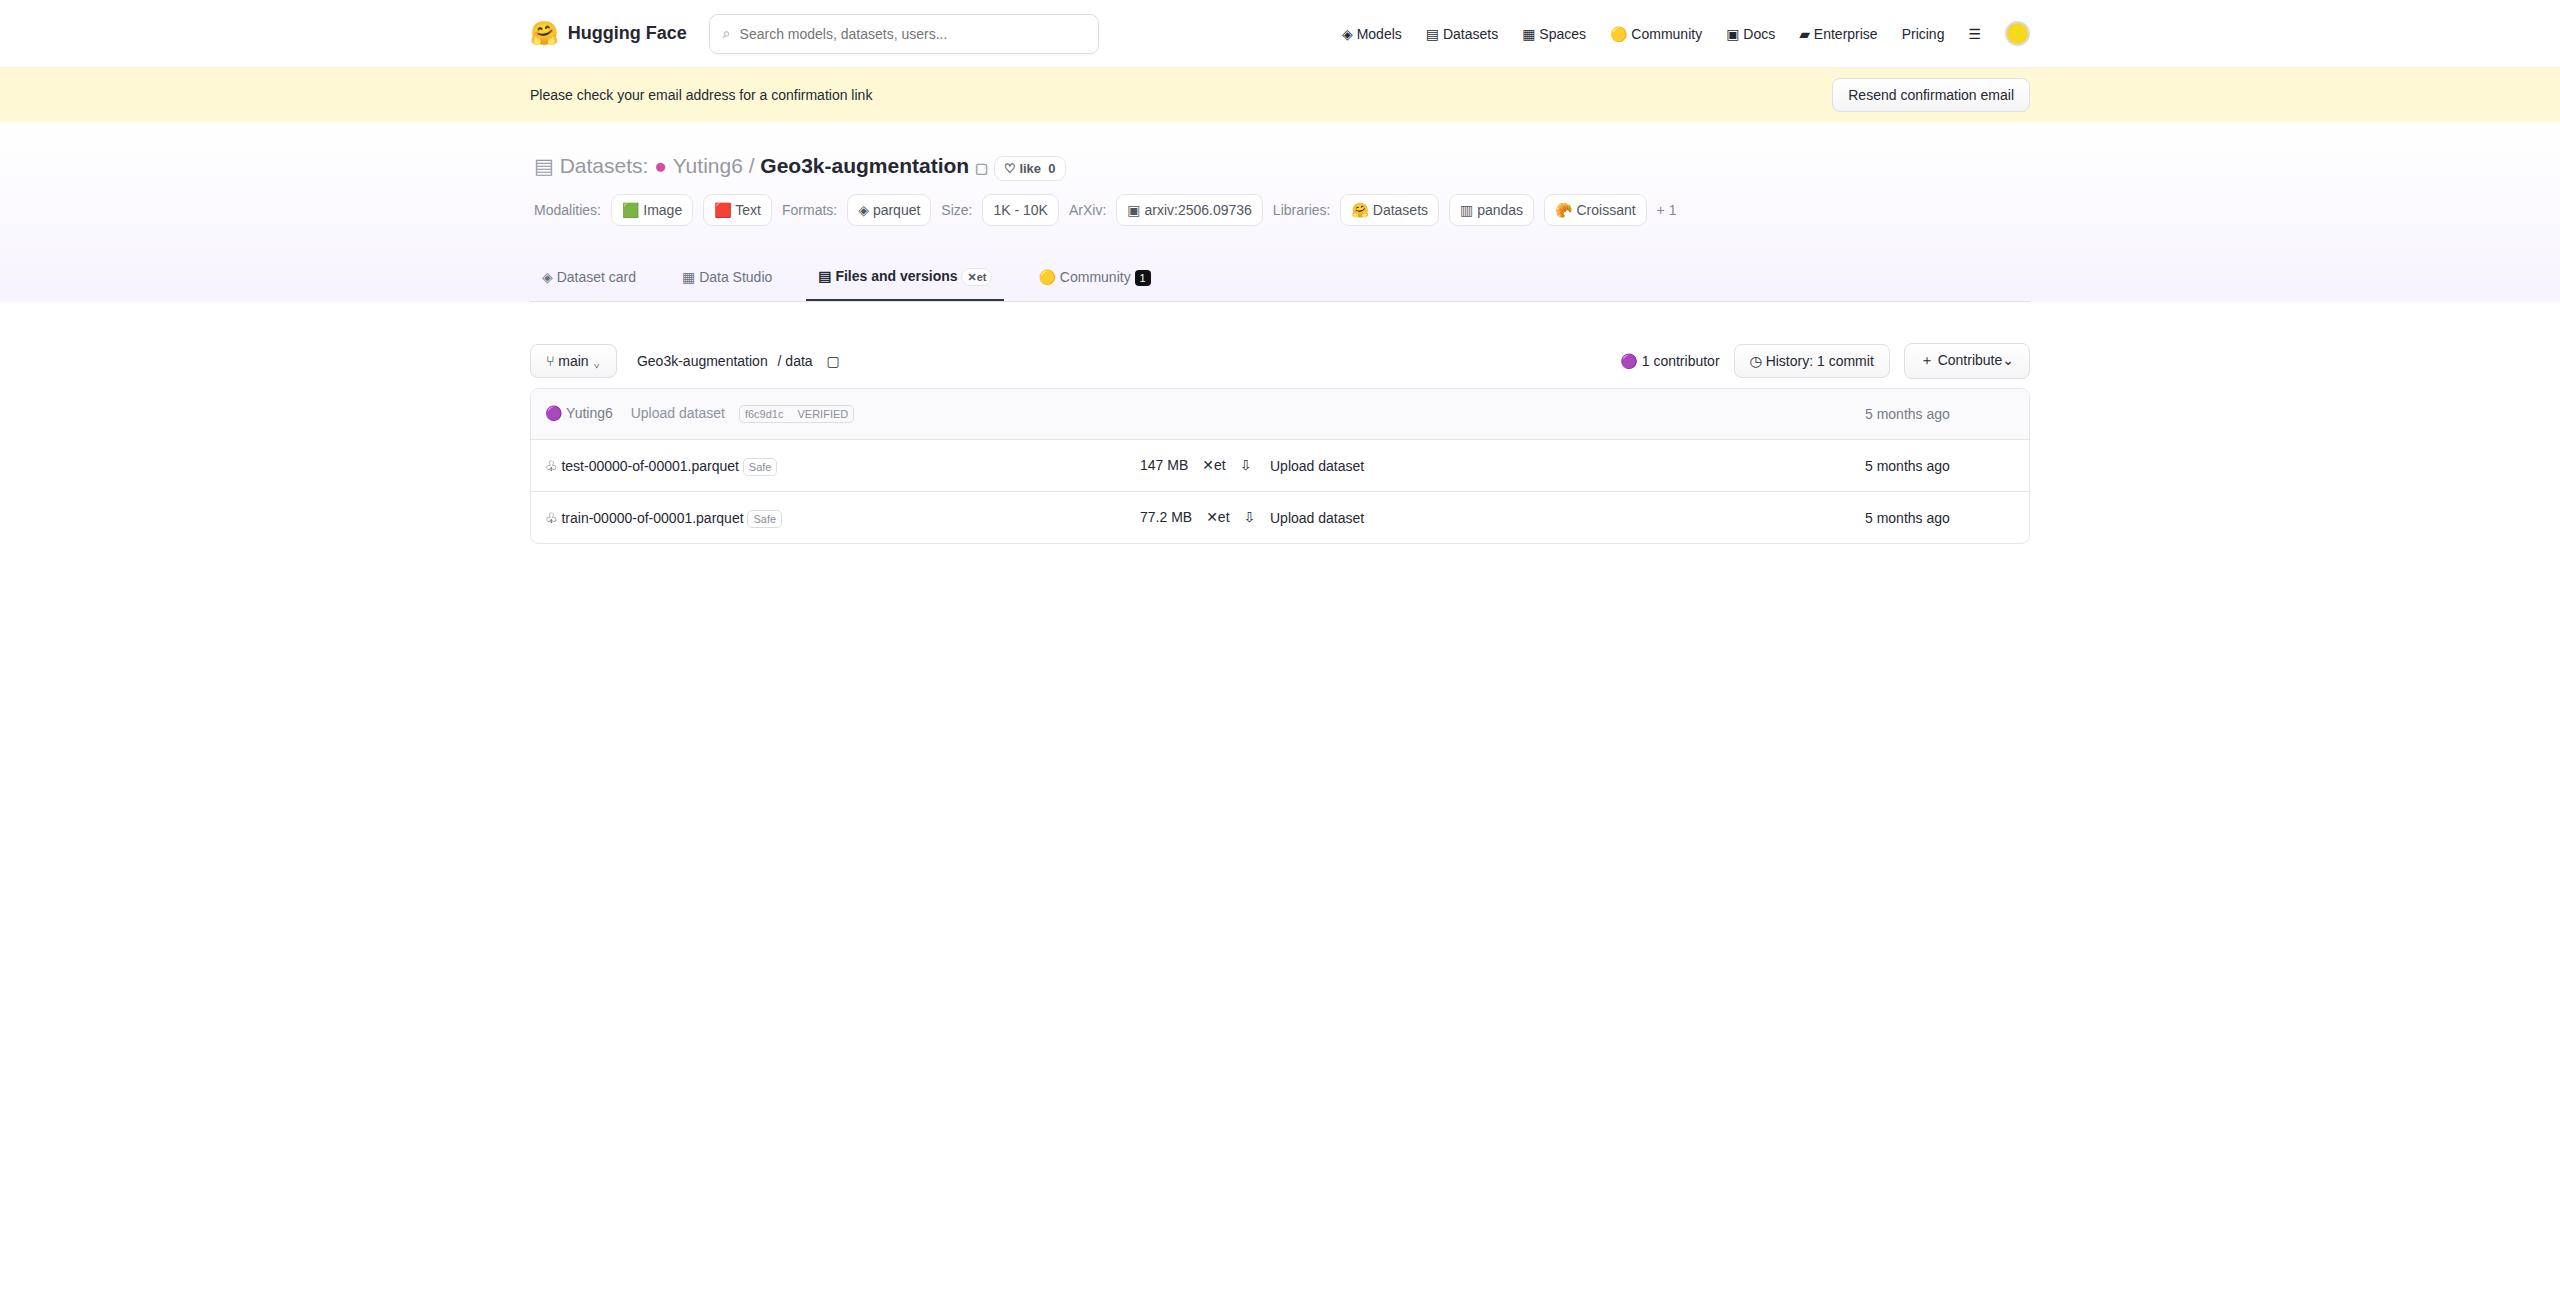 Hugging Face Search models, datasets, users... Models Datasets Spaces Community Docs Enterprise Pricing
Please check your email address for a confirmation link Resend confirmation email
Datasets: Yuting6 / Geo3k-augmentation like 0
Modalities: Image Text Formats: parquet Size: 1K - 10K ArXiv: arxiv:2506.09736 Libraries: Datasets pandas Croissant + 1
Dataset card Data Studio Files and versions Xet Community 1
main Geo3k-augmentation / data 1 contributor History: 1 commit + Contribute
Yuting6 Upload dataset f6c9d1c VERIFIED 5 months ago
test-00000-of-00001.parquet Safe 147 MB Xet Upload dataset 5 months ago
train-00000-of-00001.parquet Safe 77.2 MB Xet Upload dataset 5 months ago